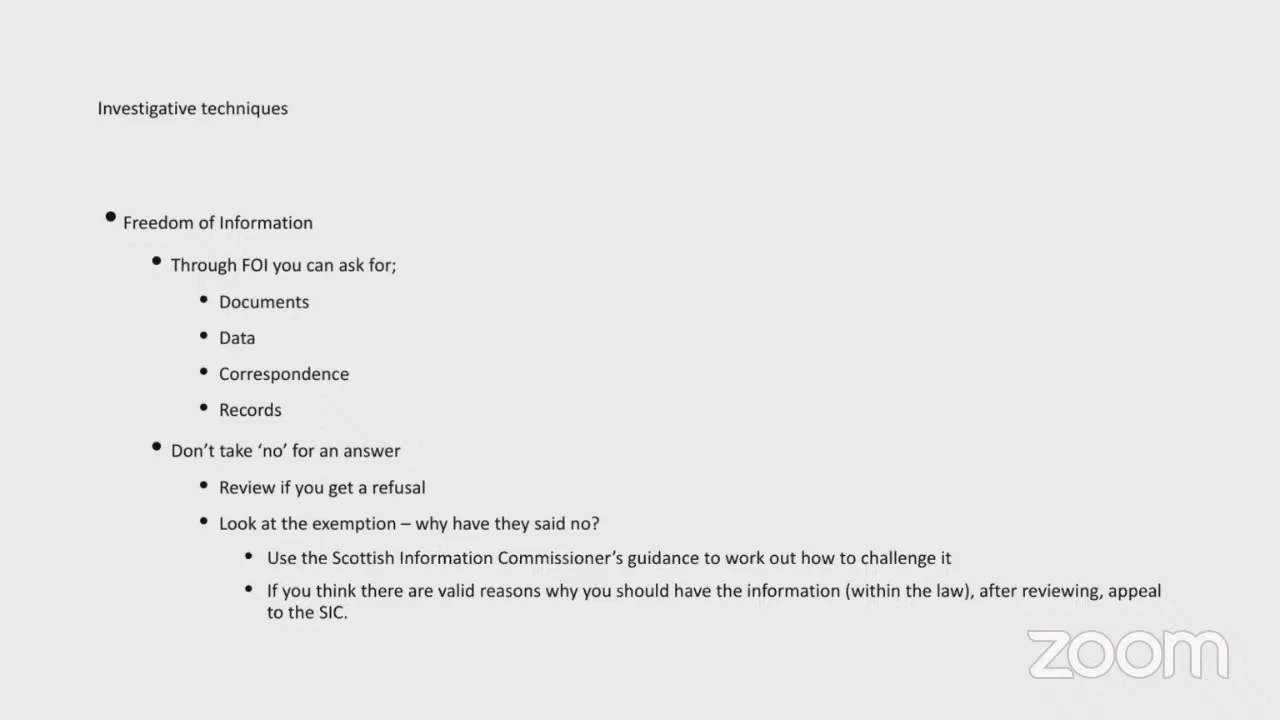 Investigative techniques
• Freedom of Information
• Through FOI you can ask for;
• Documents
• Data
• Correspondence
• Records
• Don’t take ‘no’ for an answer
• Review if you get a refusal
• Look at the exemption – why have they said no?
• Use the Scottish Information Commissioner’s guidance to work out how to challenge it
• If you think there are valid reasons why you should have the information (within the law), after reviewing, appeal
to the SIC.
zoom